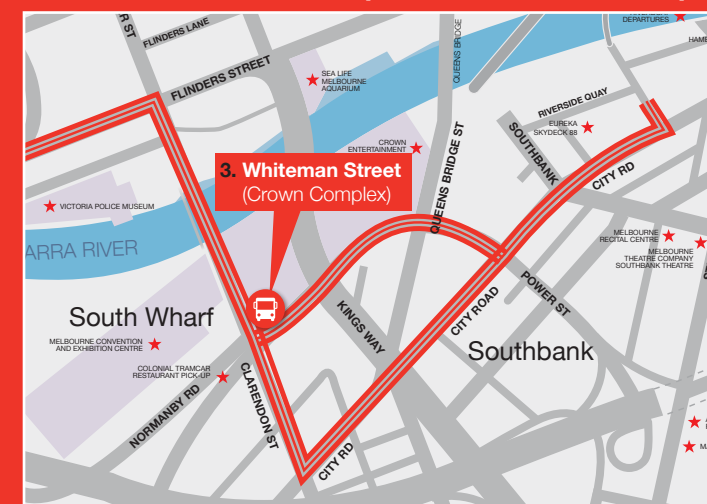 DEPARTURES
FLINDERS LANE
FLINDERS STREET
QUEENS BRIDGE
SEA LIFE
MELBOURNE
AQUARIUM
RIVERSIDE QUAY
EUREKA
SKYDECK 88
SOUTHBANK
CITY RD
CROWN
ENTERTAINMENT
QUEENS BRIDGE ST
3. Whiteman Street
(Crown Complex)
VICTORIA POLICE MUSEUM
ARRA RIVER
MELBOURNE
RECITAL CENTRE
MELBOURNE
THEATRE COMPANY
SOUTHBANK THEATRE
POWER ST
CITY ROAD
KINGS WAY
South Wharf
Southbank
MELBOURNE CONVENTION
AND EXHIBITION CENTRE
COLONIAL TRAMCAR
RESTAURANT PICK-UP
NORMANBY RD
CLARENDON ST
CITY RD